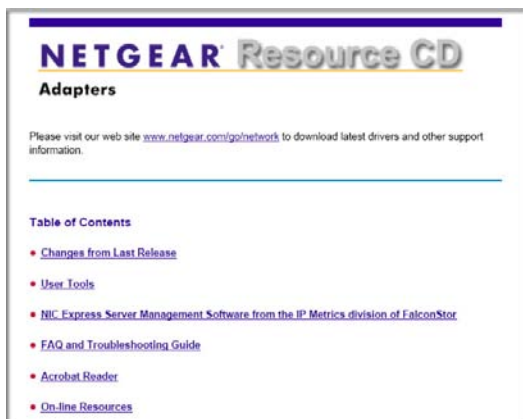 NETGEAR Resource CD
Adapters
Please visit our web site www.netgear.com/go/network to download latest drivers and other support
information.
Table of Contents
Changes from Last Release
User Tools
NIC Express Server Management Software from the IP Metrics division of FalconStor
FAQ and Troubleshooting Guide
Acrobat Reader
On-line Resources